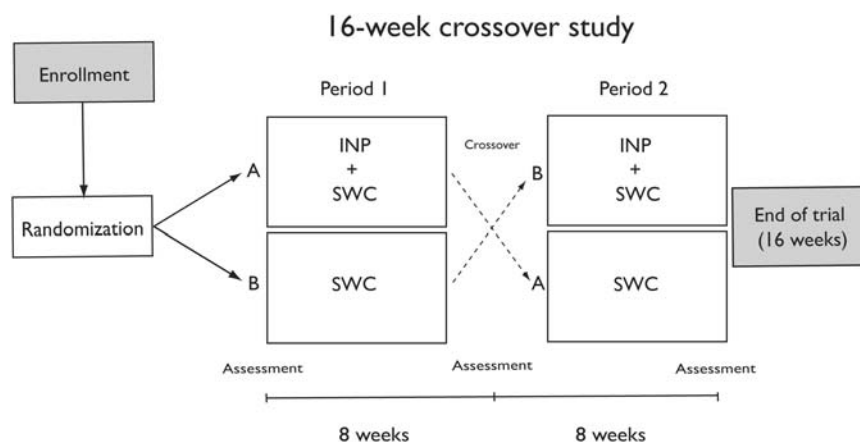 16-week crossover study
Enrollment
Period 1
Period 2
INP
+
SWC
Crossover
INP
+
SWC
A
B
Randomization
End of trial
(16 weeks)
B
SWC
A
SWC
Assessment
Assessment
Assessment
8 weeks
8 weeks